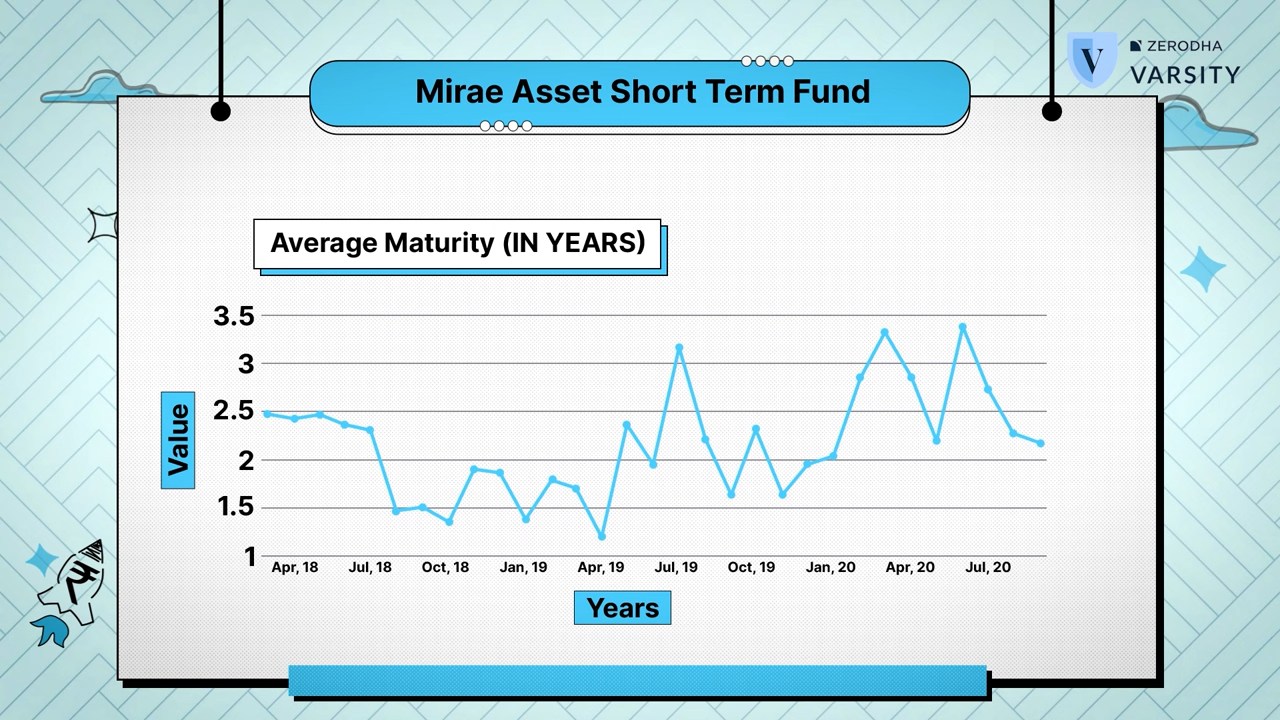 Mirae Asset Short Term Fund
ZERODHA
VARSITY
V
Average Maturity (IN YEARS)
3.5
3
2.5
2
1.5
1
Value
Apr, 18 Jul, 18 Oct, 18 Jan, 19 Apr, 19 Jul, 19 Oct, 19 Jan, 20 Apr, 20 Jul, 20
Years
₹